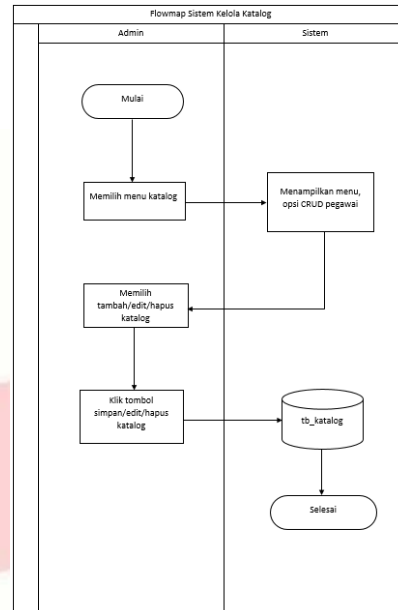 Flowmap Sistem Kelola Katalog
Admin
Sistem
Mulai
Memilih menu katalog
Menampilkan menu,
opsi CRUD pegawai
Memilih
tambah/edit/hapus
katalog
Klik tombol
simpan/edit/hapus
katalog
tb_katalog
Selesai